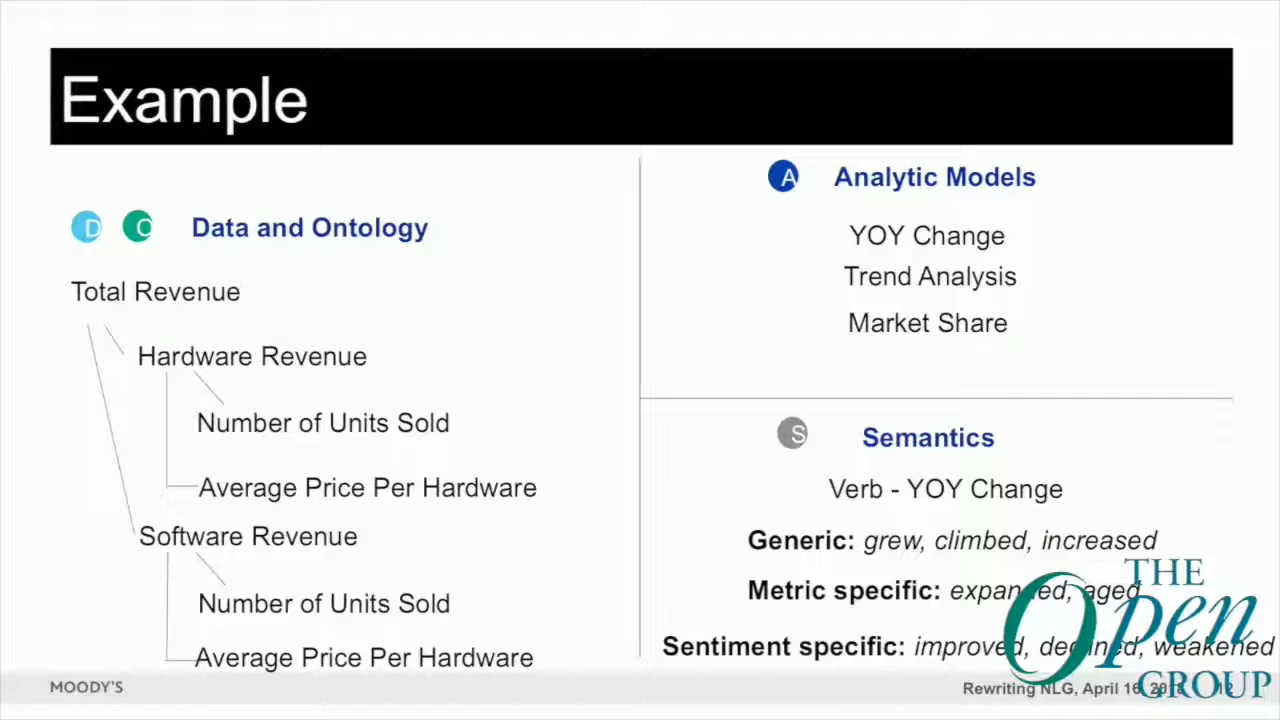 Example
D O Data and Ontology
Total Revenue
Hardware Revenue
Number of Units Sold
Average Price Per Hardware
Software Revenue
Number of Units Sold
Average Price Per Hardware
A Analytic Models
YOY Change
Trend Analysis
Market Share
S Semantics
Verb - YOY Change
Generic: grew, climbed, increased
Metric specific: expanded, aged
Sentiment specific: improved, declined, weakened
MOODY'S
Rewriting NLG, April 16, 12
THE
Open
GROUP